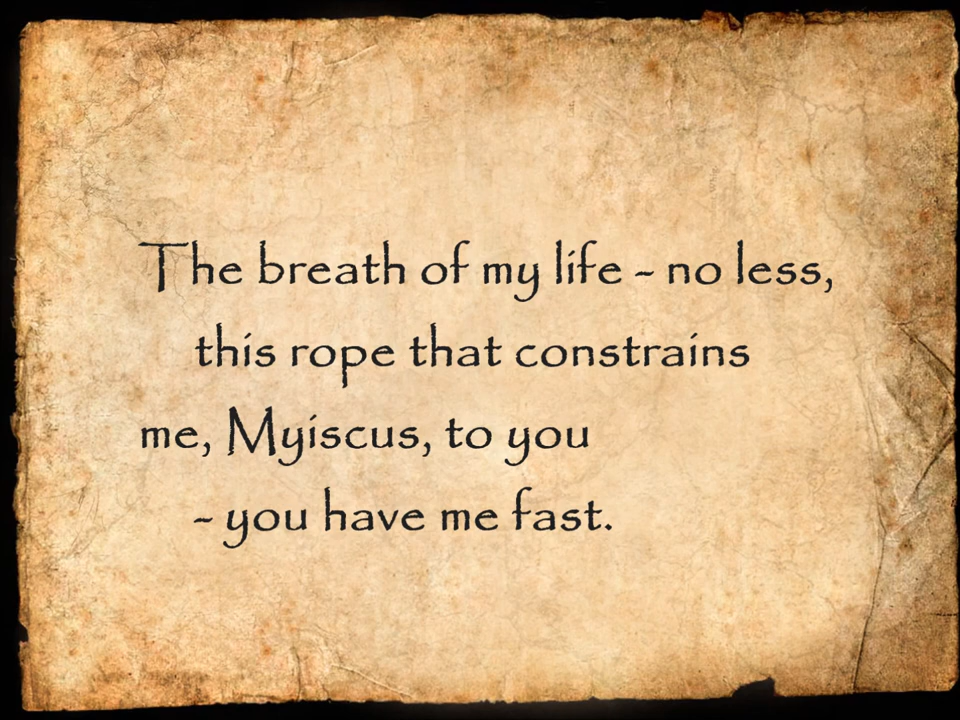 The breath of my life - no less,
this rope that constrains
me, Myiscus, to you
- you have me fast.